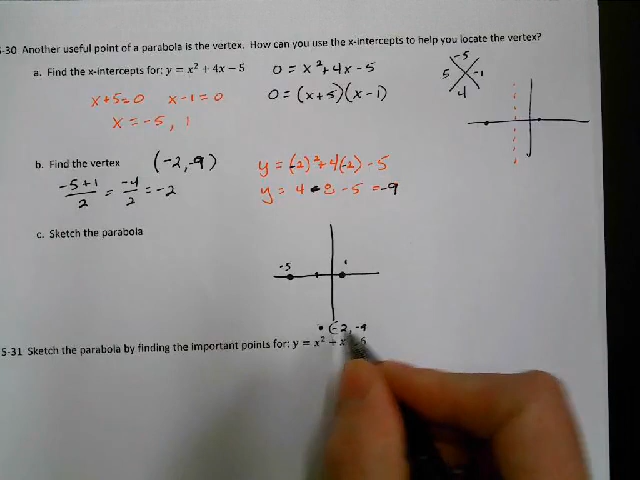 5-30 Another useful point of a parabola is the vertex. How can you use the x-intercepts to help you locate the vertex?
a. Find the x-intercepts for: y = x² + 4x – 5
0 = x² + 4x - 5
0 = (x+5)(x-1)
x+5=0 x-1=0
x = -5, 1
-5
5 -1
4
b. Find the vertex (-2,-9)
-5+1/2 = -4/2 = -2
y = (-2)² + 4(-2) - 5
y = 4 - 8 - 5 = -9
c. Sketch the parabola
-5
(-2,-9
5-31 Sketch the parabola by finding the important points for: y = x² + x